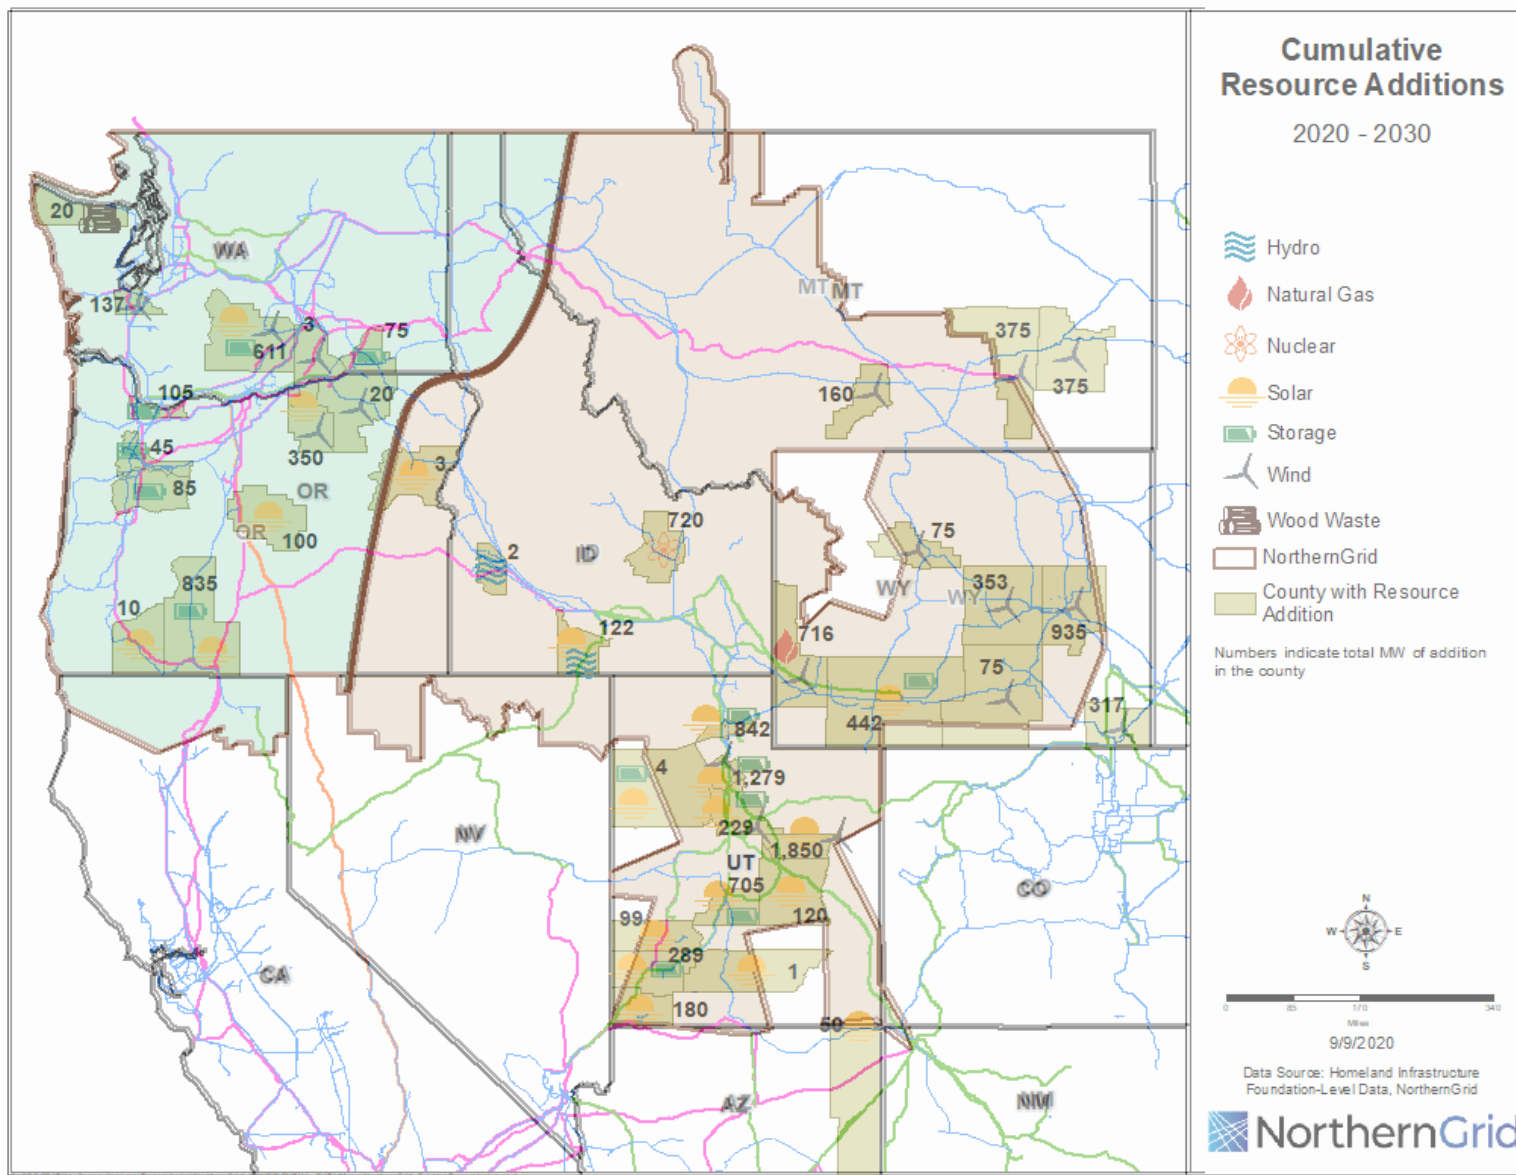 Cumulative
Resource Additions
2020 - 2030
Hydro
Natural Gas
Nuclear
Solar
Storage
Wind
Wood Waste
NorthernGrid
County with Resource
Addition
Numbers indicate total MW of addition
in the county
N
W
E
S
0 85 170 340
Miles
9/9/2020
Data Source: Homeland Infrastructure
Foundation-Level Data, NorthernGrid
NorthernGrid
20
WA
137
3
75
611
MT MT
375
375
105
20
160
45
350
3
85
OR
OR
100
720
2
ID
75
WY
353
WY
835
10
122
716
935
75
317
442
842
4
1,279
NV
229
1,850
UT
705
CO
99
120
289
1
CA
180
50
AZ
NM